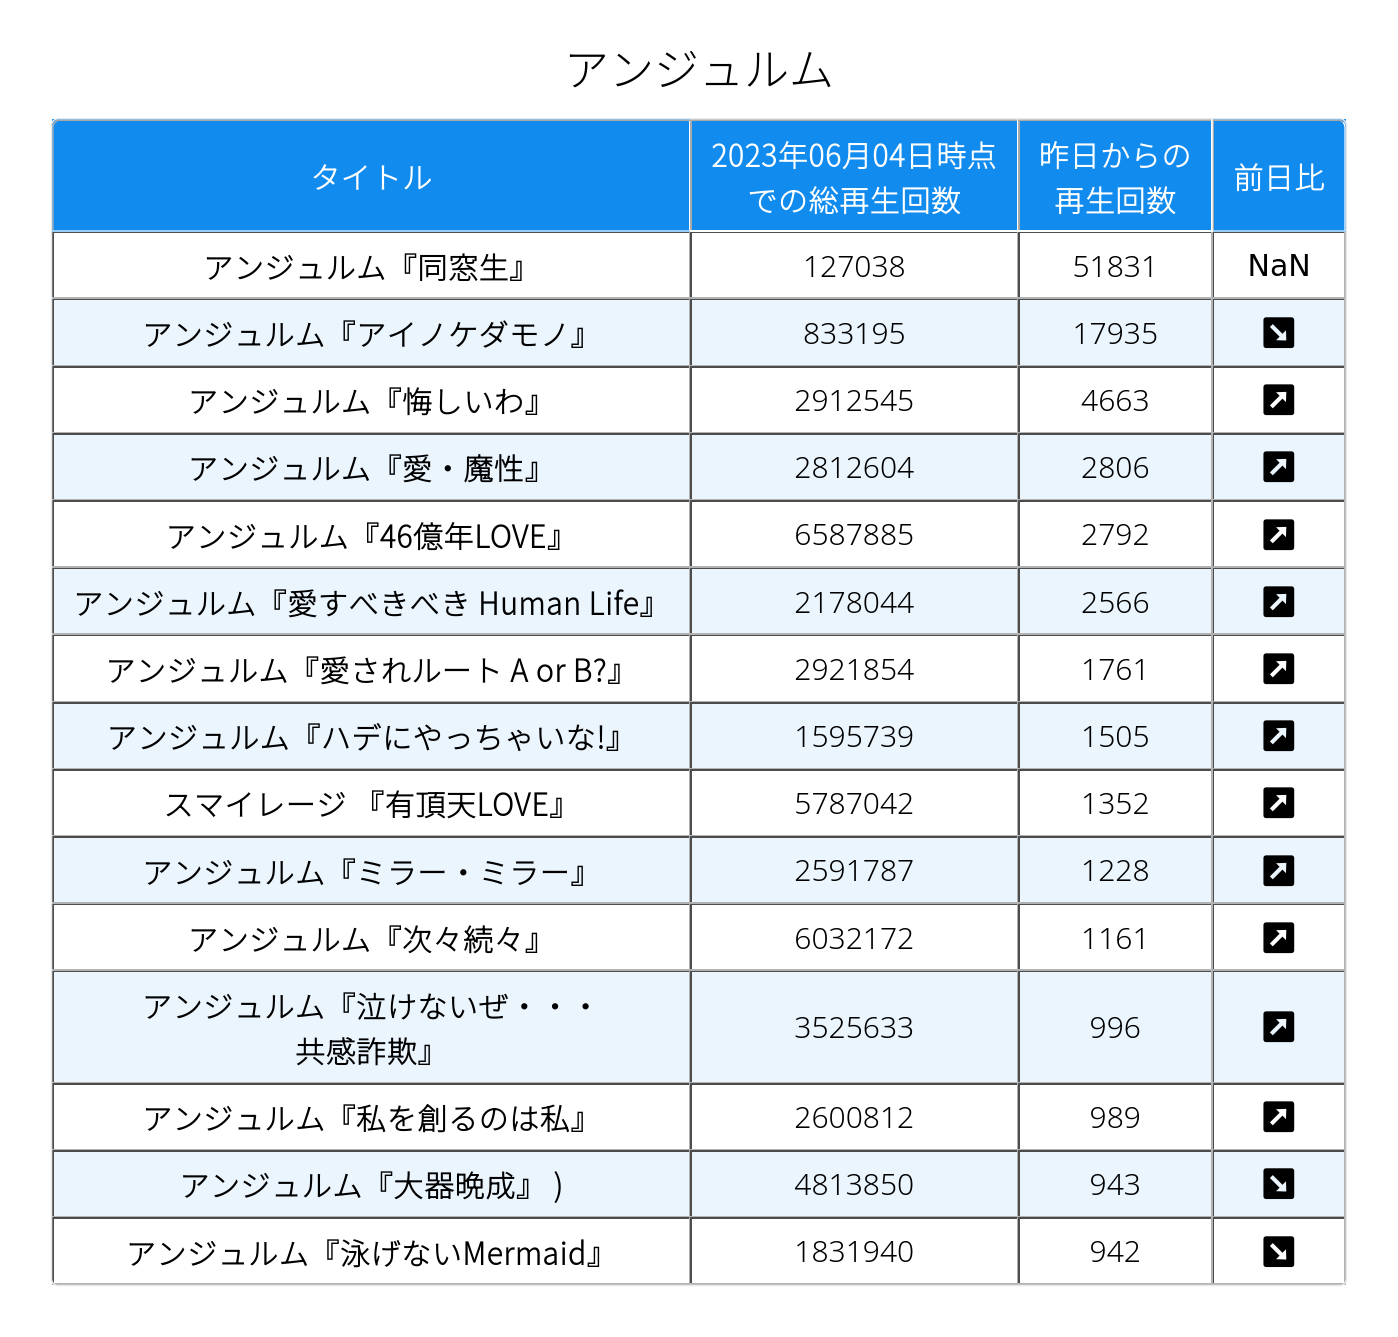 アンジュルム
タイトル
2023年06月04日時点
での総再生回数
昨日からの
再生回数
前日比
アンジュルム『同窓生』 127038 51831 NaN
アンジュルム『アイノケダモノ』 833195 17935
アンジュルム『悔しいわ』 2912545 4663
アンジュルム『愛・魔性』 2812604 2806
アンジュルム『46億年LOVE』 6587885 2792
アンジュルム『愛すべきべき Human Life』 2178044 2566
アンジュルム『愛されルート A or B?』 2921854 1761
アンジュルム『ハデにやっちゃいな!』 1595739 1505
スマイレージ 『有頂天LOVE』 5787042 1352
アンジュルム『ミラー・ミラー』 2591787 1228
アンジュルム『次々続々』 6032172 1161
アンジュルム『泣けないぜ・・・
共感詐欺』 3525633 996
アンジュルム『私を創るのは私』 2600812 989
アンジュルム『大器晩成』 ) 4813850 943
アンジュルム『泳げないMermaid』 1831940 942